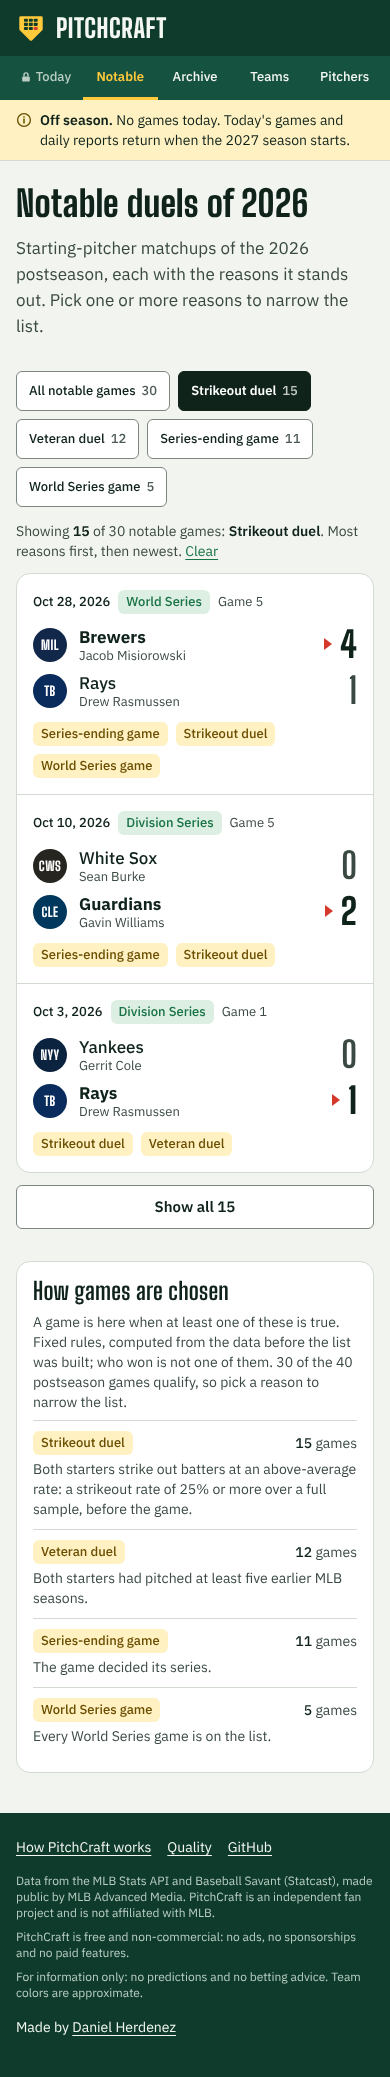 PITCHCRAFT
Today
Notable
Archive
Teams
Pitchers
Off season. No games today. Today's games and
daily reports return when the 2027 season starts.
Notable duels of 2026
Starting-pitcher matchups of the 2026
postseason, each with the reasons it stands
out. Pick one or more reasons to narrow the
list.
All notable games 30
Strikeout duel 15
Veteran duel 12
Series-ending game 11
World Series game 5
Showing 15 of 30 notable games: Strikeout duel. Most
reasons first, then newest. Clear
Oct 28, 2026 World Series Game 5
MIL Brewers 4
Jacob Misiorowski
TB Rays 1
Drew Rasmussen
Series-ending game Strikeout duel
World Series game
Oct 10, 2026 Division Series Game 5
CWS White Sox 0
Sean Burke
CLE Guardians 2
Gavin Williams
Series-ending game Strikeout duel
Oct 3, 2026 Division Series Game 1
NYY Yankees 0
Gerrit Cole
TB Rays 1
Drew Rasmussen
Strikeout duel Veteran duel
Show all 15
How games are chosen
A game is here when at least one of these is true.
Fixed rules, computed from the data before the list
was built; who won is not one of them. 30 of the 40
postseason games qualify, so pick a reason to
narrow the list.
Strikeout duel 15 games
Both starters strike out batters at an above-average
rate: a strikeout rate of 25% or more over a full
sample, before the game.
Veteran duel 12 games
Both starters had pitched at least five earlier MLB
seasons.
Series-ending game 11 games
The game decided its series.
World Series game 5 games
Every World Series game is on the list.
How PitchCraft works Quality GitHub
Data from the MLB Stats API and Baseball Savant (Statcast), made
public by MLB Advanced Media. PitchCraft is an independent fan
project and is not affiliated with MLB.
PitchCraft is free and non-commercial: no ads, no sponsorships
and no paid features.
For information only: no predictions and no betting advice. Team
colors are approximate.
Made by Daniel Herdenez